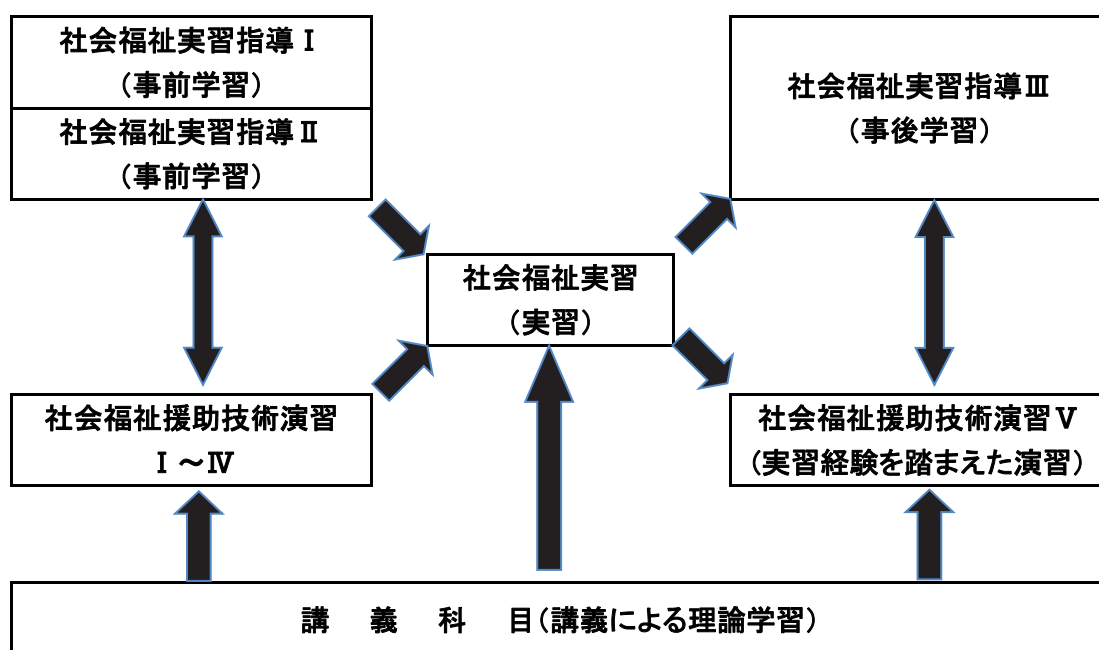 社会福祉実習指導Ⅰ
（事前学習）
社会福祉実習指導Ⅱ
（事前学習）
社会福祉実習指導Ⅲ
（事後学習）
社会福祉実習
（実習）
社会福祉援助技術演習
Ⅰ～Ⅳ
社会福祉援助技術演習Ⅴ
（実習経験を踏まえた演習）
講　義　科　目（講義による理論学習）